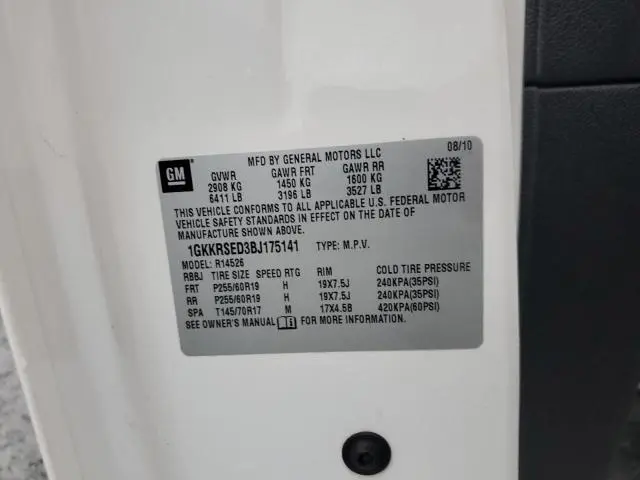 GM
MFD BY GENERAL MOTORS LLC 08/10
GVWR GAWR FRT GAWR RR
2908 KG 1450 KG 1600 KG
6411 LB 3196 LB 3527 LB
THIS VEHICLE CONFORMS TO ALL APPLICABLE U.S. FEDERAL MOTOR
VEHICLE SAFETY STANDARDS IN EFFECT ON THE DATE OF
MANUFACTURE SHOWN ABOVE.
1GKKRSED3BJ175141 TYPE: M.P.V.
MODEL: R14526
RBBJ TIRE SIZE SPEED RTG RIM COLD TIRE PRESSURE
FRT P255/60R19 H 19X7.5J 240KPA(35PSI)
RR P255/60R19 H 19X7.5J 240KPA(35PSI)
SPA T145/70R17 M 17X4.5B 420KPA(60PSI)
SEE OWNER'S MANUAL FOR MORE INFORMATION.